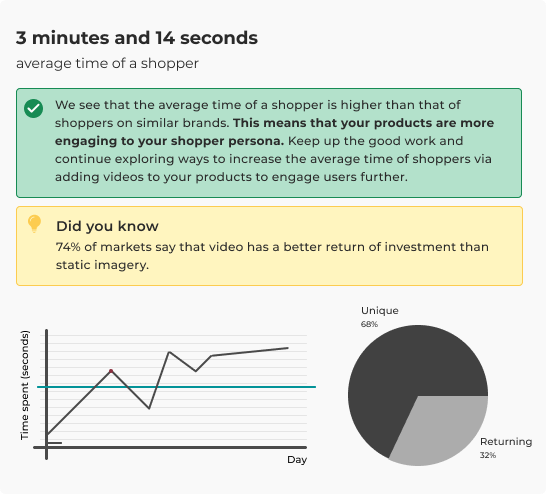 3 minutes and 14 seconds
average time of a shopper
We see that the average time of a shopper is higher than that of
shoppers on similar brands. This means that your products are more
engaging to your shopper persona. Keep up the good work and
continue exploring ways to increase the average time of shoppers via
adding videos to your products to engage users further.
Did you know
74% of markets say that video has a better return of investment than
static imagery.
Time spent (seconds)
Day
Unique
68%
Returning
32%